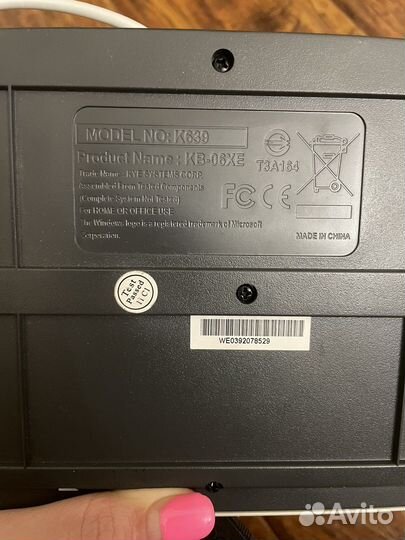 MODEL NO: K639
Product Name : KB-06XE
Trade Name : KYE SYSTEMS CORP.
Assembled From Tested Components
(Complete System Not Tested)
For HOME OR OFFICE USE
The Windows logo is a registered trademark of Microsoft
Corporation.
T3A164
FC CE
MADE IN CHINA
Test
Passed
11C1
WE0392078529
Avito